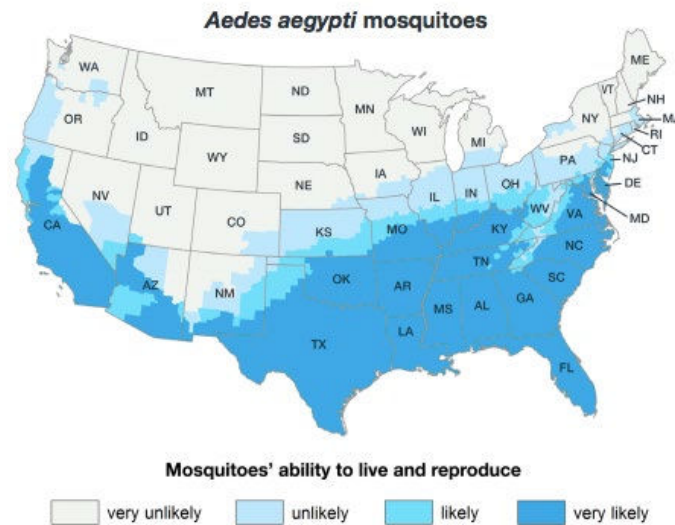 Aedes aegypti mosquitoes
WA
MT
ND
MN
ME
VT
NH
OR
ID
WY
SD
WI
MI
NY
MA
RI
CT
NE
IA
PA
NJ
NV
UT
CO
IL
IN
OH
DE
CA
KS
MO
WV
VA
MD
KY
AZ
NM
OK
AR
TN
NC
SC
MS
AL
GA
TX
LA
FL
Mosquitoes' ability to live and reproduce
very unlikely
unlikely
likely
very likely